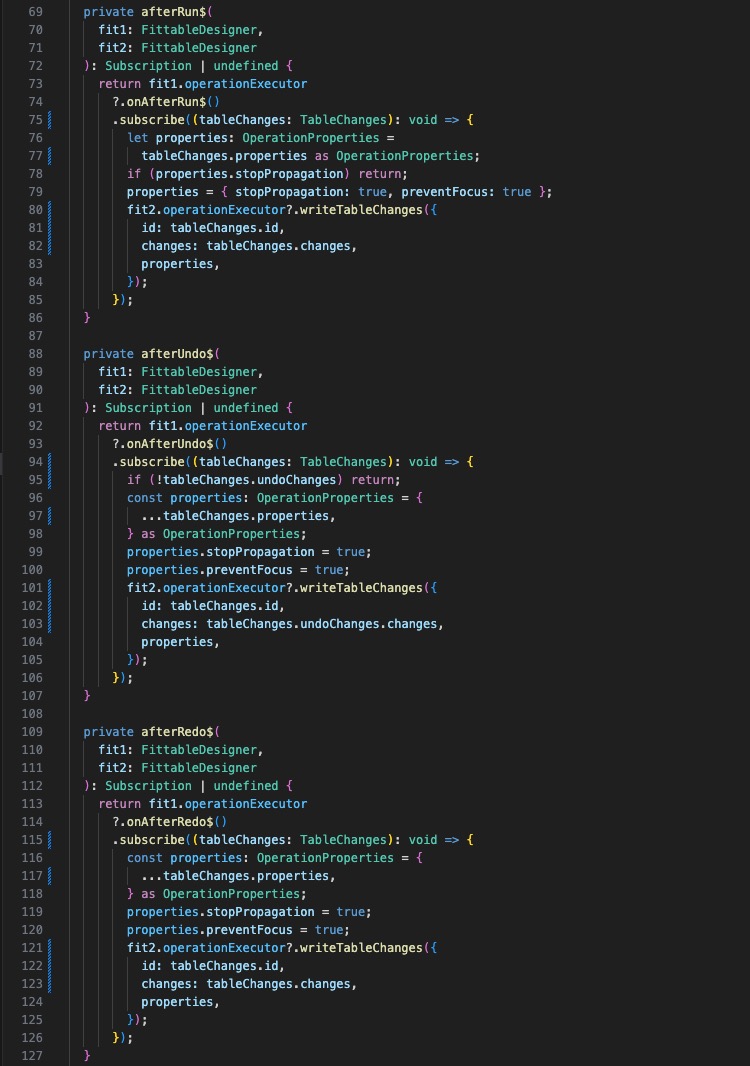 69 private afterRun$(
70 fit1: FittableDesigner,
71 fit2: FittableDesigner
72 ): Subscription | undefined {
73 return fit1.operationExecutor
74 ?.onAfterRun$()
75 .subscribe((tableChanges: TableChanges): void => {
76 let properties: OperationProperties =
77 tableChanges.properties as OperationProperties;
78 if (properties.stopPropagation) return;
79 properties = { stopPropagation: true, preventFocus: true };
80 fit2.operationExecutor?.writeTableChanges({
81 id: tableChanges.id,
82 changes: tableChanges.changes,
83 properties,
84 });
85 });
86 }
87
88 private afterUndo$(
89 fit1: FittableDesigner,
90 fit2: FittableDesigner
91 ): Subscription | undefined {
92 return fit1.operationExecutor
93 ?.onAfterUndo$()
94 .subscribe((tableChanges: TableChanges): void => {
95 if (!tableChanges.undoChanges) return;
96 const properties: OperationProperties = {
97 ...tableChanges.properties,
98 } as OperationProperties;
99 properties.stopPropagation = true;
100 properties.preventFocus = true;
101 fit2.operationExecutor?.writeTableChanges({
102 id: tableChanges.id,
103 changes: tableChanges.undoChanges.changes,
104 properties,
105 });
106 });
107 }
108
109 private afterRedo$(
110 fit1: FittableDesigner,
111 fit2: FittableDesigner
112 ): Subscription | undefined {
113 return fit1.operationExecutor
114 ?.onAfterRedo$()
115 .subscribe((tableChanges: TableChanges): void => {
116 const properties: OperationProperties = {
117 ...tableChanges.properties,
118 } as OperationProperties;
119 properties.stopPropagation = true;
120 properties.preventFocus = true;
121 fit2.operationExecutor?.writeTableChanges({
122 id: tableChanges.id,
123 changes: tableChanges.changes,
124 properties,
125 });
126 });
127 }